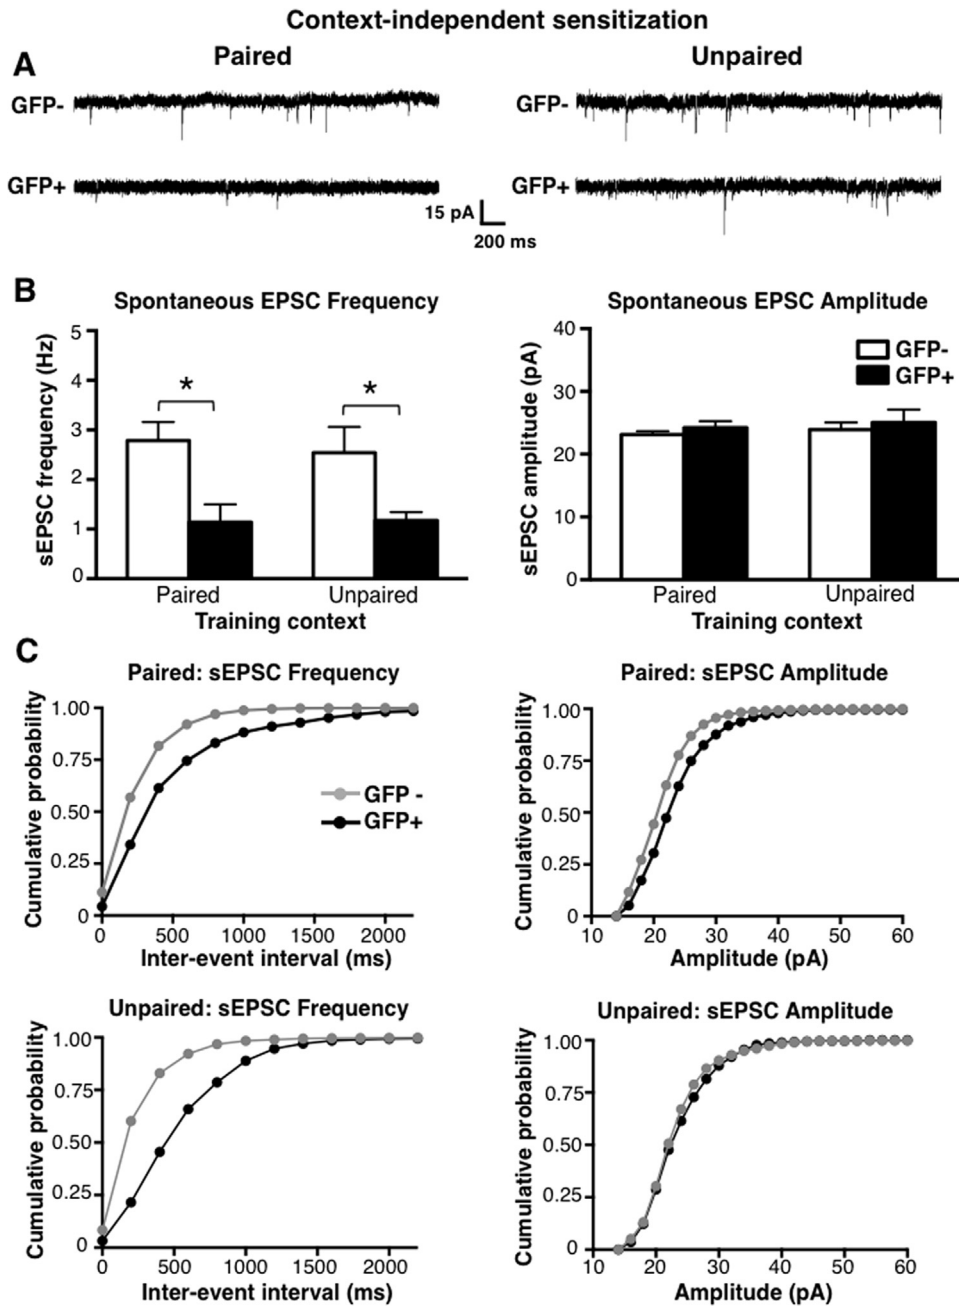 Context-independent sensitization
Paired
Unpaired
A
GFP-
GFP-
GFP+
GFP+
15 pA
200 ms
B
Spontaneous EPSC Frequency
sEPSC frequency (Hz)
5
4
3
2
1
0
*
*
Paired
Unpaired
Training context
Spontaneous EPSC Amplitude
sEPSC amplitude (pA)
40
30
20
10
0
GFP-
GFP+
Paired
Unpaired
Training context
C
Paired: sEPSC Frequency
Cumulative probability
1.00
0.75
0.50
0.25
0
GFP -
GFP+
0 500 1000 1500 2000
Inter-event interval (ms)
Paired: sEPSC Amplitude
Cumulative probability
1.00
0.75
0.50
0.25
0
10 20 30 40 50 60
Amplitude (pA)
Unpaired: sEPSC Frequency
Cumulative probability
1.00
0.75
0.50
0.25
0
0 500 1000 1500 2000
Inter-event interval (ms)
Unpaired: sEPSC Amplitude
Cumulative probability
1.00
0.75
0.50
0.25
0
10 20 30 40 50 60
Amplitude (pA)